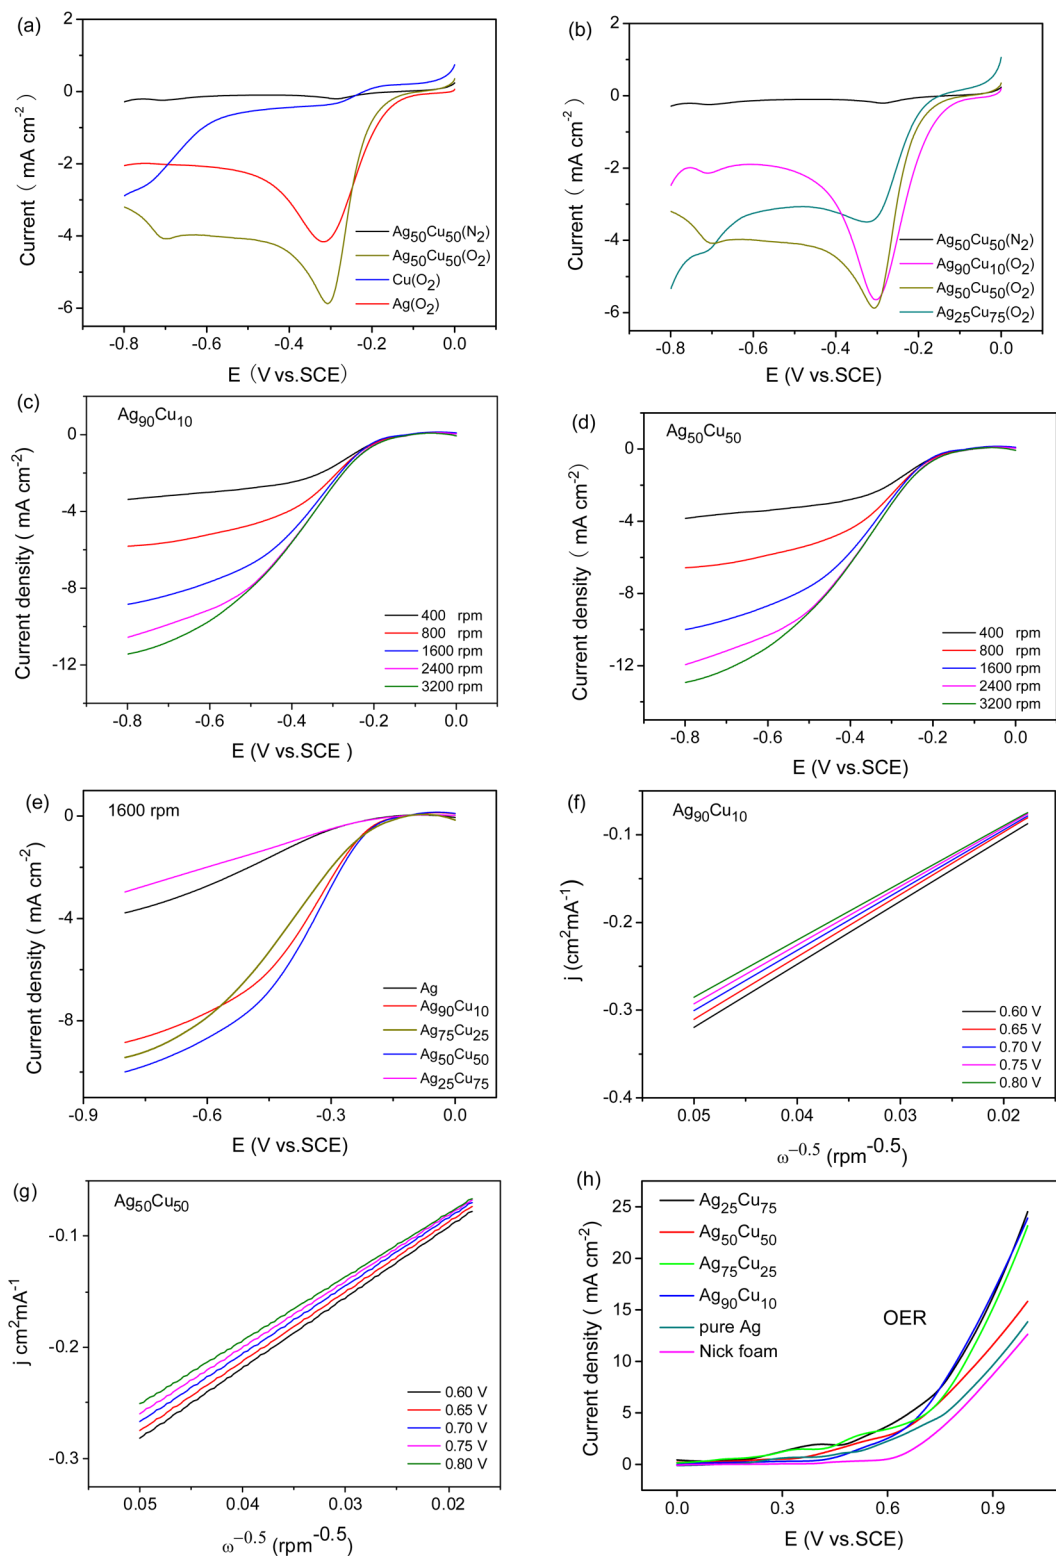 (a)
2
0
-2
-4
-6
Current ( mA cm-2 )
Ag50Cu50(N2)
Ag50Cu50(O2)
Cu(O2)
Ag(O2)
-0.8 -0.6 -0.4 -0.2 0.0
E (V vs.SCE)
(b)
2
0
-2
-4
-6
Current ( mA cm-2 )
Ag50Cu50(N2)
Ag90Cu10(O2)
Ag50Cu50(O2)
Ag25Cu75(O2)
-0.8 -0.6 -0.4 -0.2 0.0
E (V vs.SCE)
(c)
Ag90Cu10
0
-4
-8
-12
Current density ( mA cm-2)
400 rpm
800 rpm
1600 rpm
2400 rpm
3200 rpm
-0.8 -0.6 -0.4 -0.2 0.0
E (V vs.SCE )
(d)
Ag50Cu50
0
-4
-8
-12
Current density ( mA cm-2)
400 rpm
800 rpm
1600 rpm
2400 rpm
3200 rpm
-0.8 -0.6 -0.4 -0.2 0.0
E (V vs.SCE)
(e)
1600 rpm
0
-4
-8
Current density ( mA cm-2)
Ag
Ag90Cu10
Ag75Cu25
Ag50Cu50
Ag25Cu75
-0.9 -0.6 -0.3 0.0
E (V vs.SCE)
(f)
Ag90Cu10
-0.1
-0.2
-0.3
-0.4
j (cm2mA-1)
0.60 V
0.65 V
0.70 V
0.75 V
0.80 V
0.05 0.04 0.03 0.02
ω−0.5 (rpm-0.5)
(g)
Ag50Cu50
-0.1
-0.2
-0.3
j cm2mA-1
0.60 V
0.65 V
0.70 V
0.75 V
0.80 V
0.05 0.04 0.03 0.02
ω−0.5 (rpm-0.5)
(h)
25
20
15
10
5
0
Current density ( mA cm-2)
Ag25Cu75
Ag50Cu50
Ag75Cu25
Ag90Cu10
pure Ag
Nick foam
OER
0.0 0.3 0.6 0.9
E (V vs.SCE)